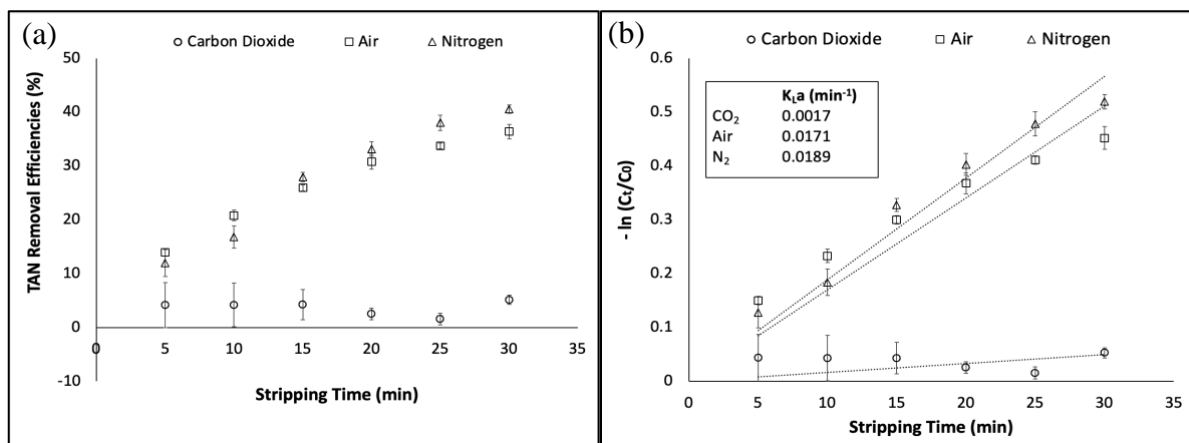 (a)
Carbon Dioxide Air Nitrogen
TAN Removal Efficiencies (%)
50
40
30
20
10
0
-10
0 5 10 15 20 25 30 35
Stripping Time (min)
(b)
Carbon Dioxide Air Nitrogen
- ln (Ct/C0)
0.6
0.5
0.4
0.3
0.2
0.1
0
KLa (min⁻¹)
CO₂ 0.0017
Air 0.0171
N₂ 0.0189
0 5 10 15 20 25 30 35
Stripping Time (min)